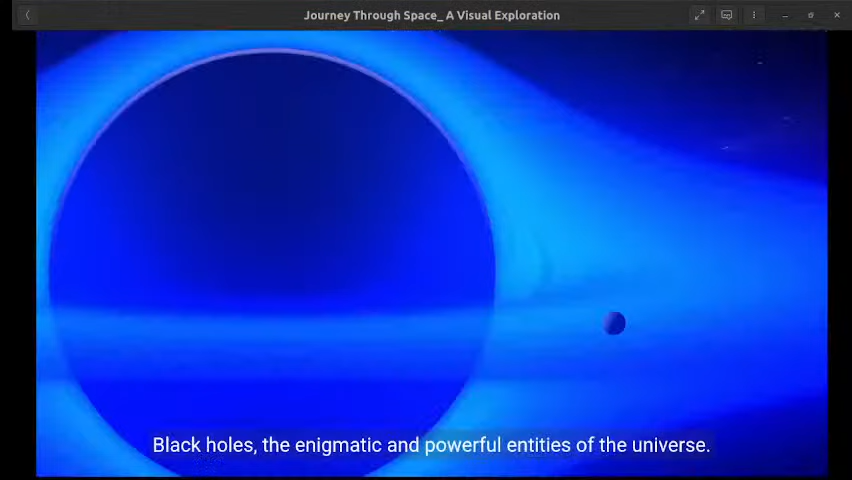 Journey Through Space_ A Visual Exploration
Black holes, the enigmatic and powerful entities of the universe.